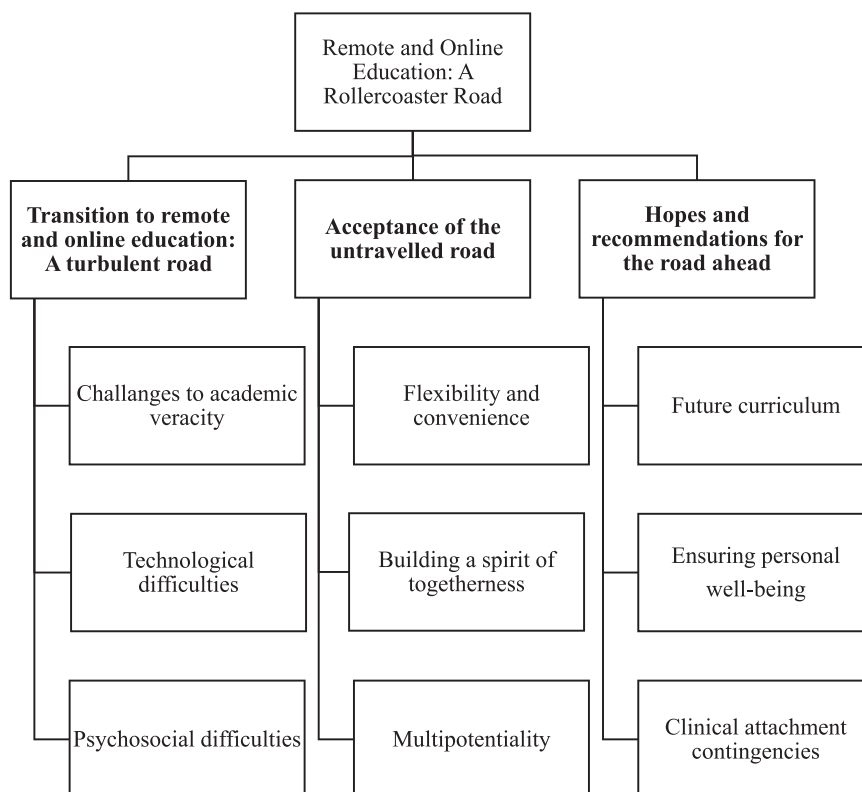 Remote and Online
Education: A
Rollercoaster Road
Transition to remote
and online education:
A turbulent road
Acceptance of the
untravelled road
Hopes and
recommendations for
the road ahead
Challanges to academic
veracity
Flexibility and
convenience
Future curriculum
Technological
difficulties
Building a spirit of
togetherness
Ensuring personal
well-being
Psychosocial difficulties
Multipotentiality
Clinical attachment
contingencies